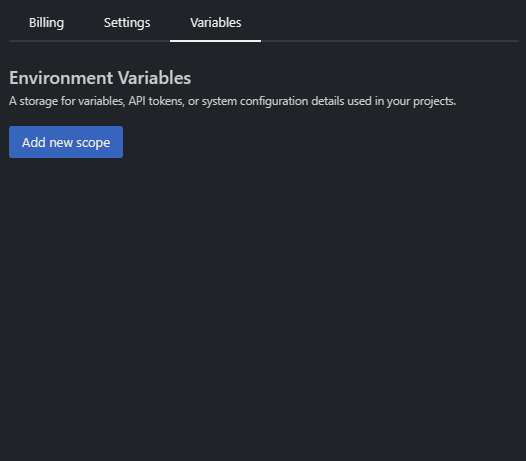 Billing Settings Variables
Environment Variables
A storage for variables, API tokens, or system configuration details used in your projects.
Add new scope